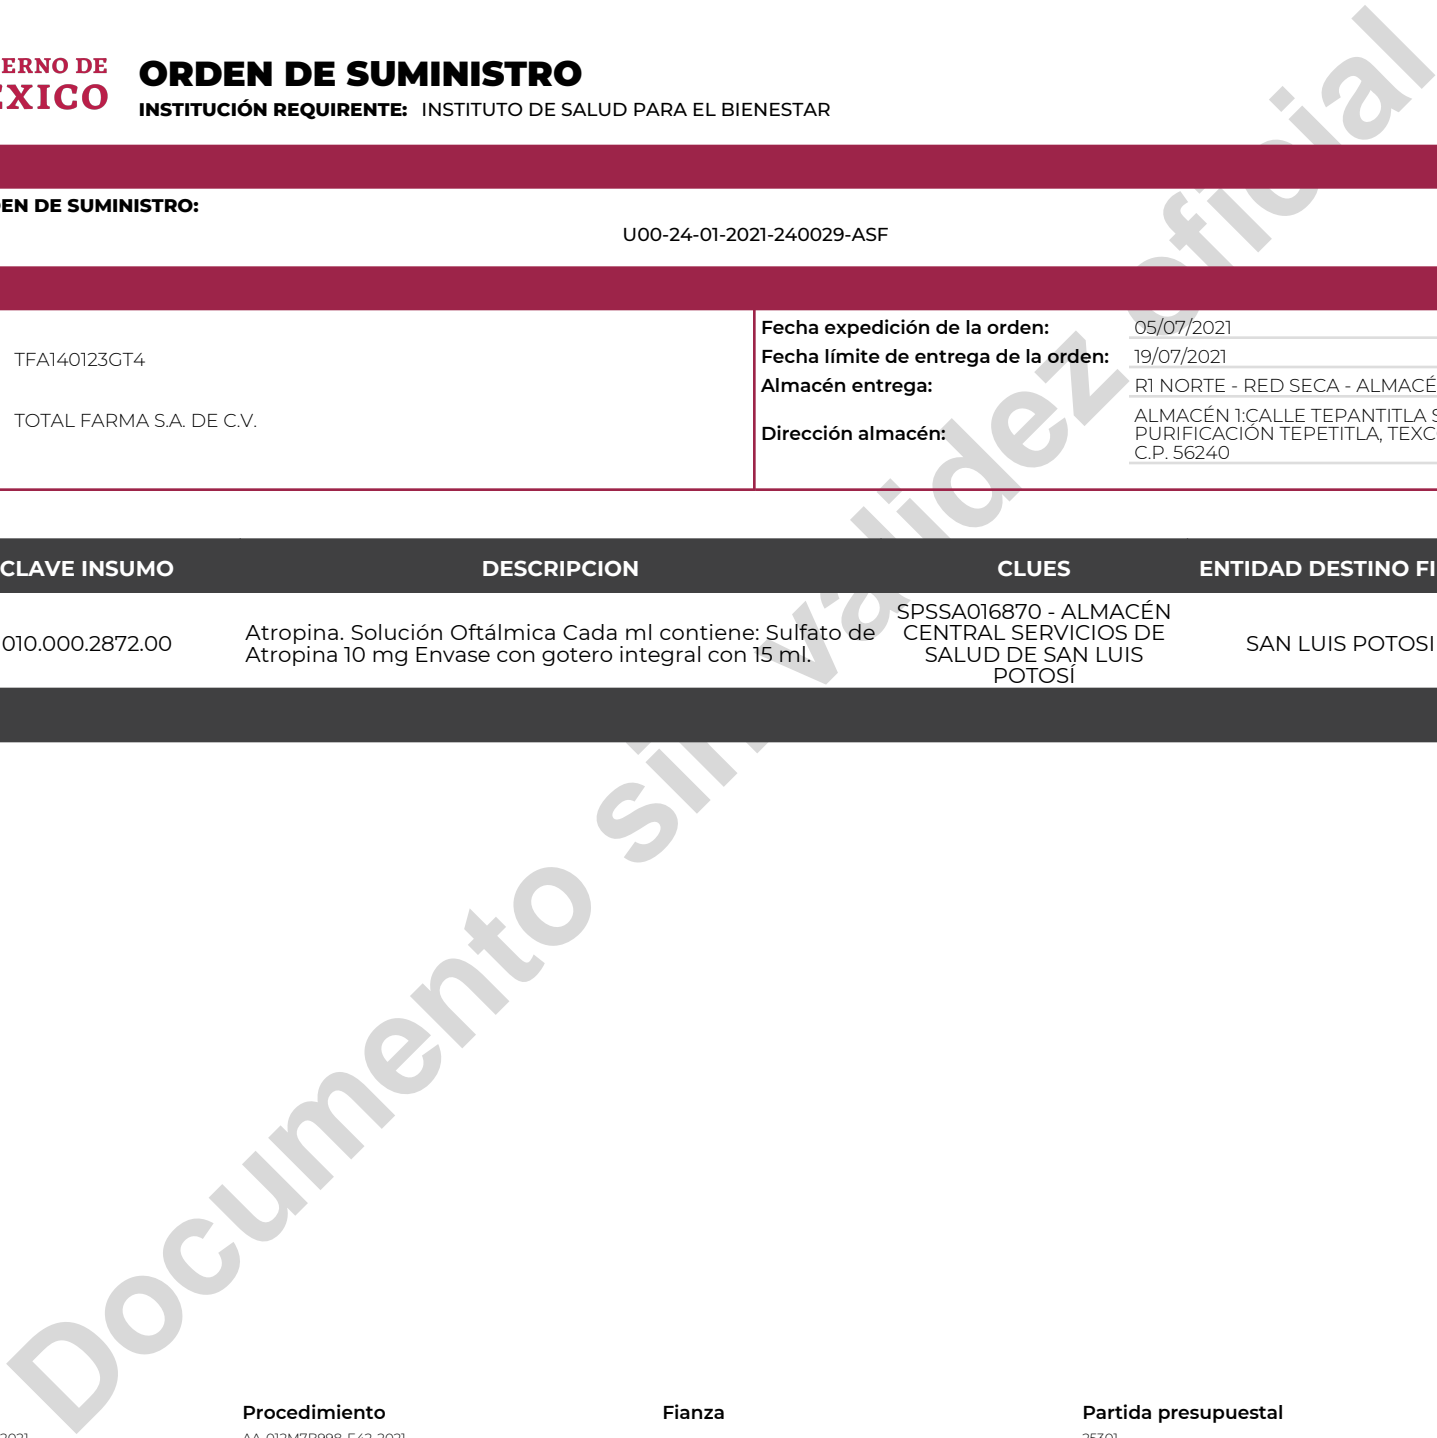 ERNO DE
EXICO
ORDEN DE SUMINISTRO
INSTITUCIÓN REQUIRENTE: INSTITUTO DE SALUD PARA EL BIENESTAR
EN DE SUMINISTRO:
U00-24-01-2021-240029-ASF
TFA140123GT4
TOTAL FARMA S.A. DE C.V.
Fecha expedición de la orden: 05/07/2021
Fecha límite de entrega de la orden: 19/07/2021
Almacén entrega: R1 NORTE - RED SECA - ALMACÉ
Dirección almacén: ALMACÉN 1:CALLE TEPANTITLA S
PURIFICACIÓN TEPETITLA, TEXC
C.P. 56240
CLAVE INSUMO DESCRIPCION CLUES ENTIDAD DESTINO FI
010.000.2872.00
Atropina. Solución Oftálmica Cada ml contiene: Sulfato de
Atropina 10 mg Envase con gotero integral con 15 ml.
SPSSA016870 - ALMACÉN
CENTRAL SERVICIOS DE
SALUD DE SAN LUIS
POTOSÍ
SAN LUIS POTOSI
Documento sin validez oficial
Procedimiento Fianza Partida presupuestal